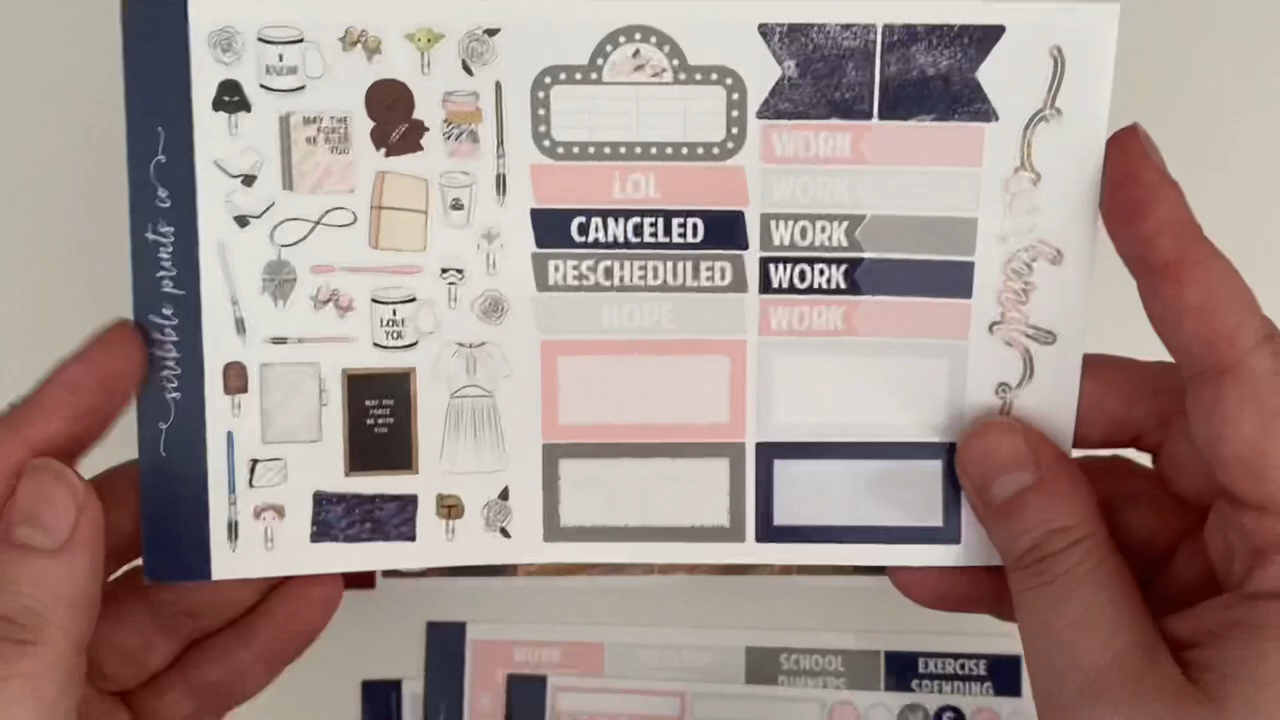 scribble prints co
MAY THE
FORCE
BE WITH
YOU
I
LOVE
YOU
MAY THE
FORCE
BE WITH
YOU
LOL
CANCELED
RESCHEDULED
NOPE
WORK
WORK
WORK
WORK
WORK
WORK
SCHOOL
DINNERS
EXERCISE
SPENDING